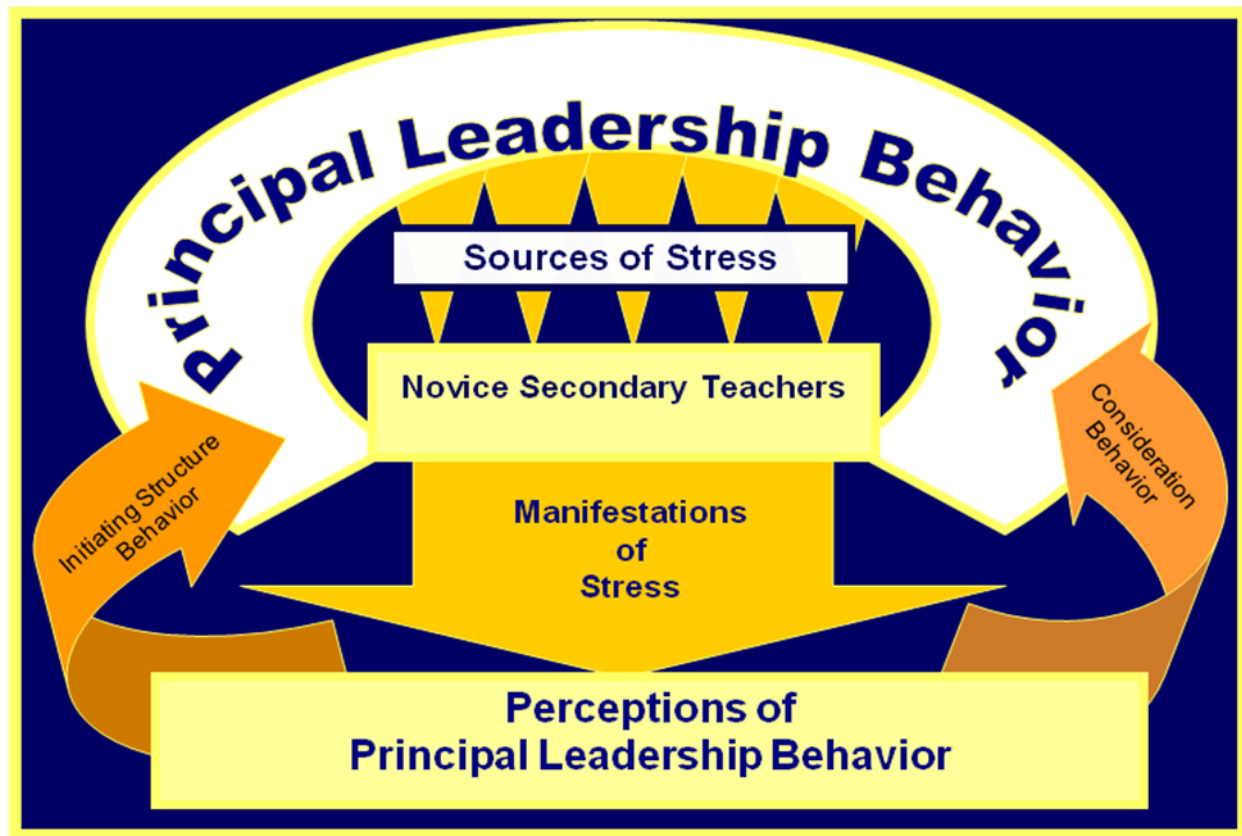 Principal Leadership Behavior
Sources of Stress
Novice Secondary Teachers
Initiating Structure
Behavior
Consideration
Behavior
Manifestations
of
Stress
Perceptions of
Principal Leadership Behavior